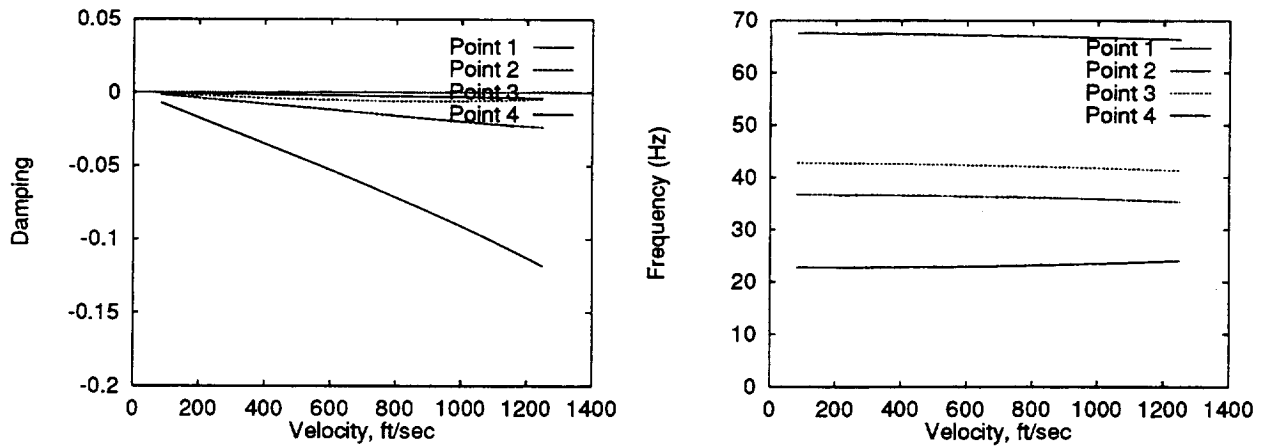 0.05
0
-0.05
-0.1
-0.15
-0.2
Damping
Point 1
Point 2
Point 3
Point 4
0 200 400 600 800 1000 1200 1400
Velocity, ft/sec
70
60
50
40
30
20
10
0
Frequency (Hz)
Point 1
Point 2
Point 3
Point 4
0 200 400 600 800 1000 1200 1400
Velocity, ft/sec